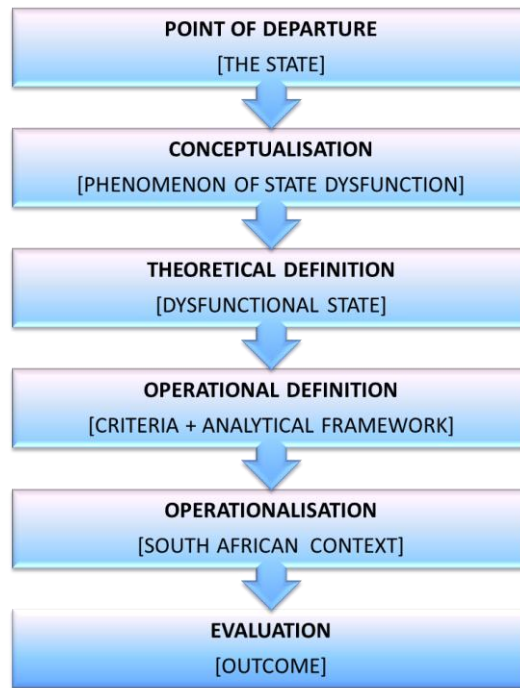 POINT OF DEPARTURE
[THE STATE]
CONCEPTUALISATION
[PHENOMENON OF STATE DYSFUNCTION]
THEORETICAL DEFINITION
[DYSFUNCTIONAL STATE]
OPERATIONAL DEFINITION
[CRITERIA + ANALYTICAL FRAMEWORK]
OPERATIONALISATION
[SOUTH AFRICAN CONTEXT]
EVALUATION
[OUTCOME]